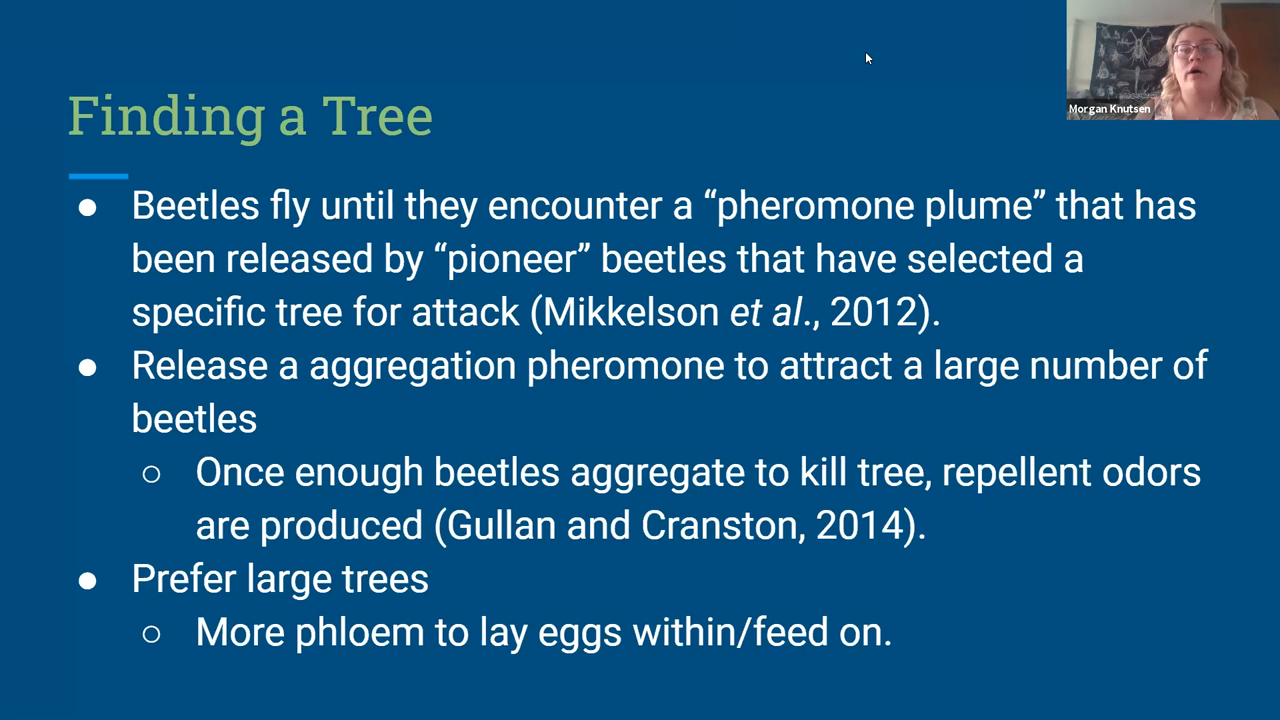 Morgan Knutsen
Finding a Tree
● Beetles fly until they encounter a “pheromone plume” that has
been released by “pioneer” beetles that have selected a
specific tree for attack (Mikkelson et al., 2012).
● Release a aggregation pheromone to attract a large number of
beetles
○ Once enough beetles aggregate to kill tree, repellent odors
are produced (Gullan and Cranston, 2014).
● Prefer large trees
○ More phloem to lay eggs within/feed on.